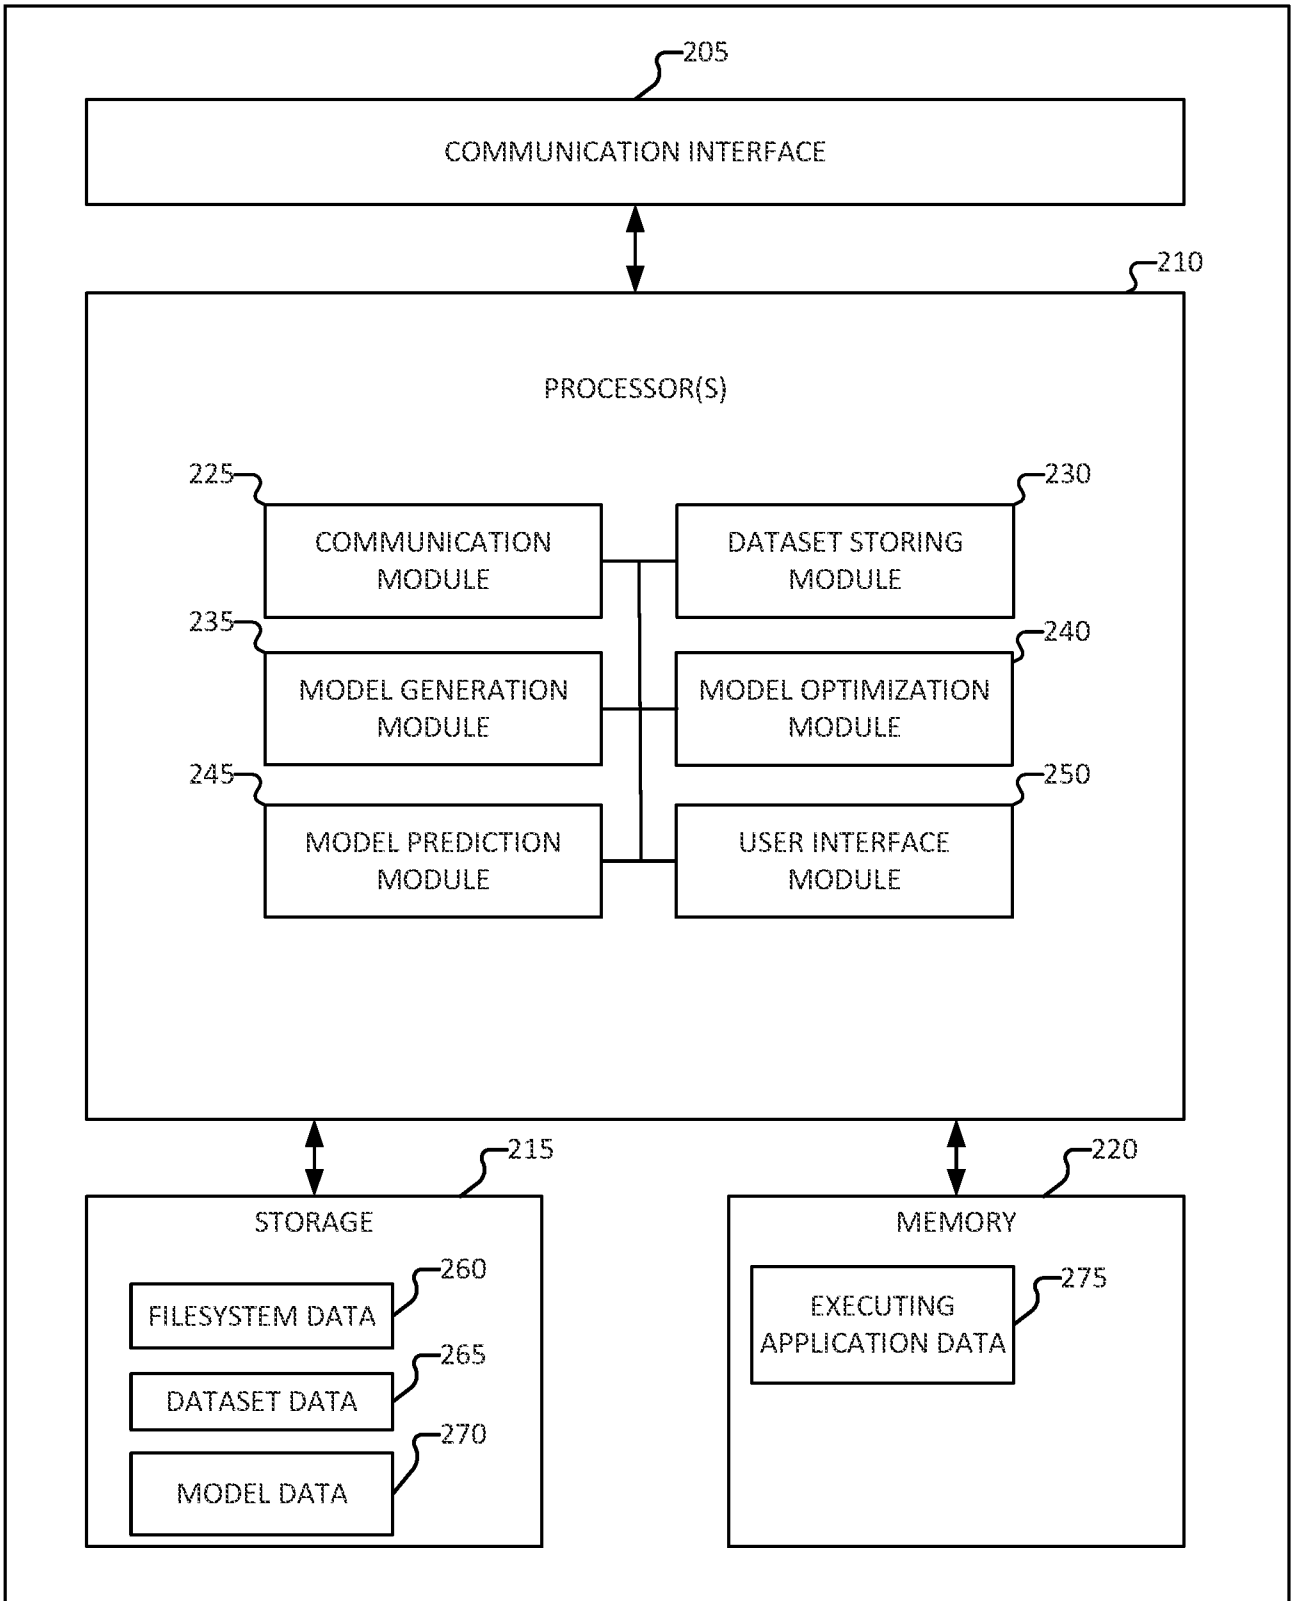 205
COMMUNICATION INTERFACE
210
PROCESSOR(S)
225
230
COMMUNICATION
MODULE
DATASET STORING
MODULE
235
240
MODEL GENERATION
MODULE
MODEL OPTIMIZATION
MODULE
245
250
MODEL PREDICTION
MODULE
USER INTERFACE
MODULE
215
220
STORAGE
MEMORY
260
FILESYSTEM DATA
265
DATASET DATA
270
MODEL DATA
275
EXECUTING
APPLICATION DATA